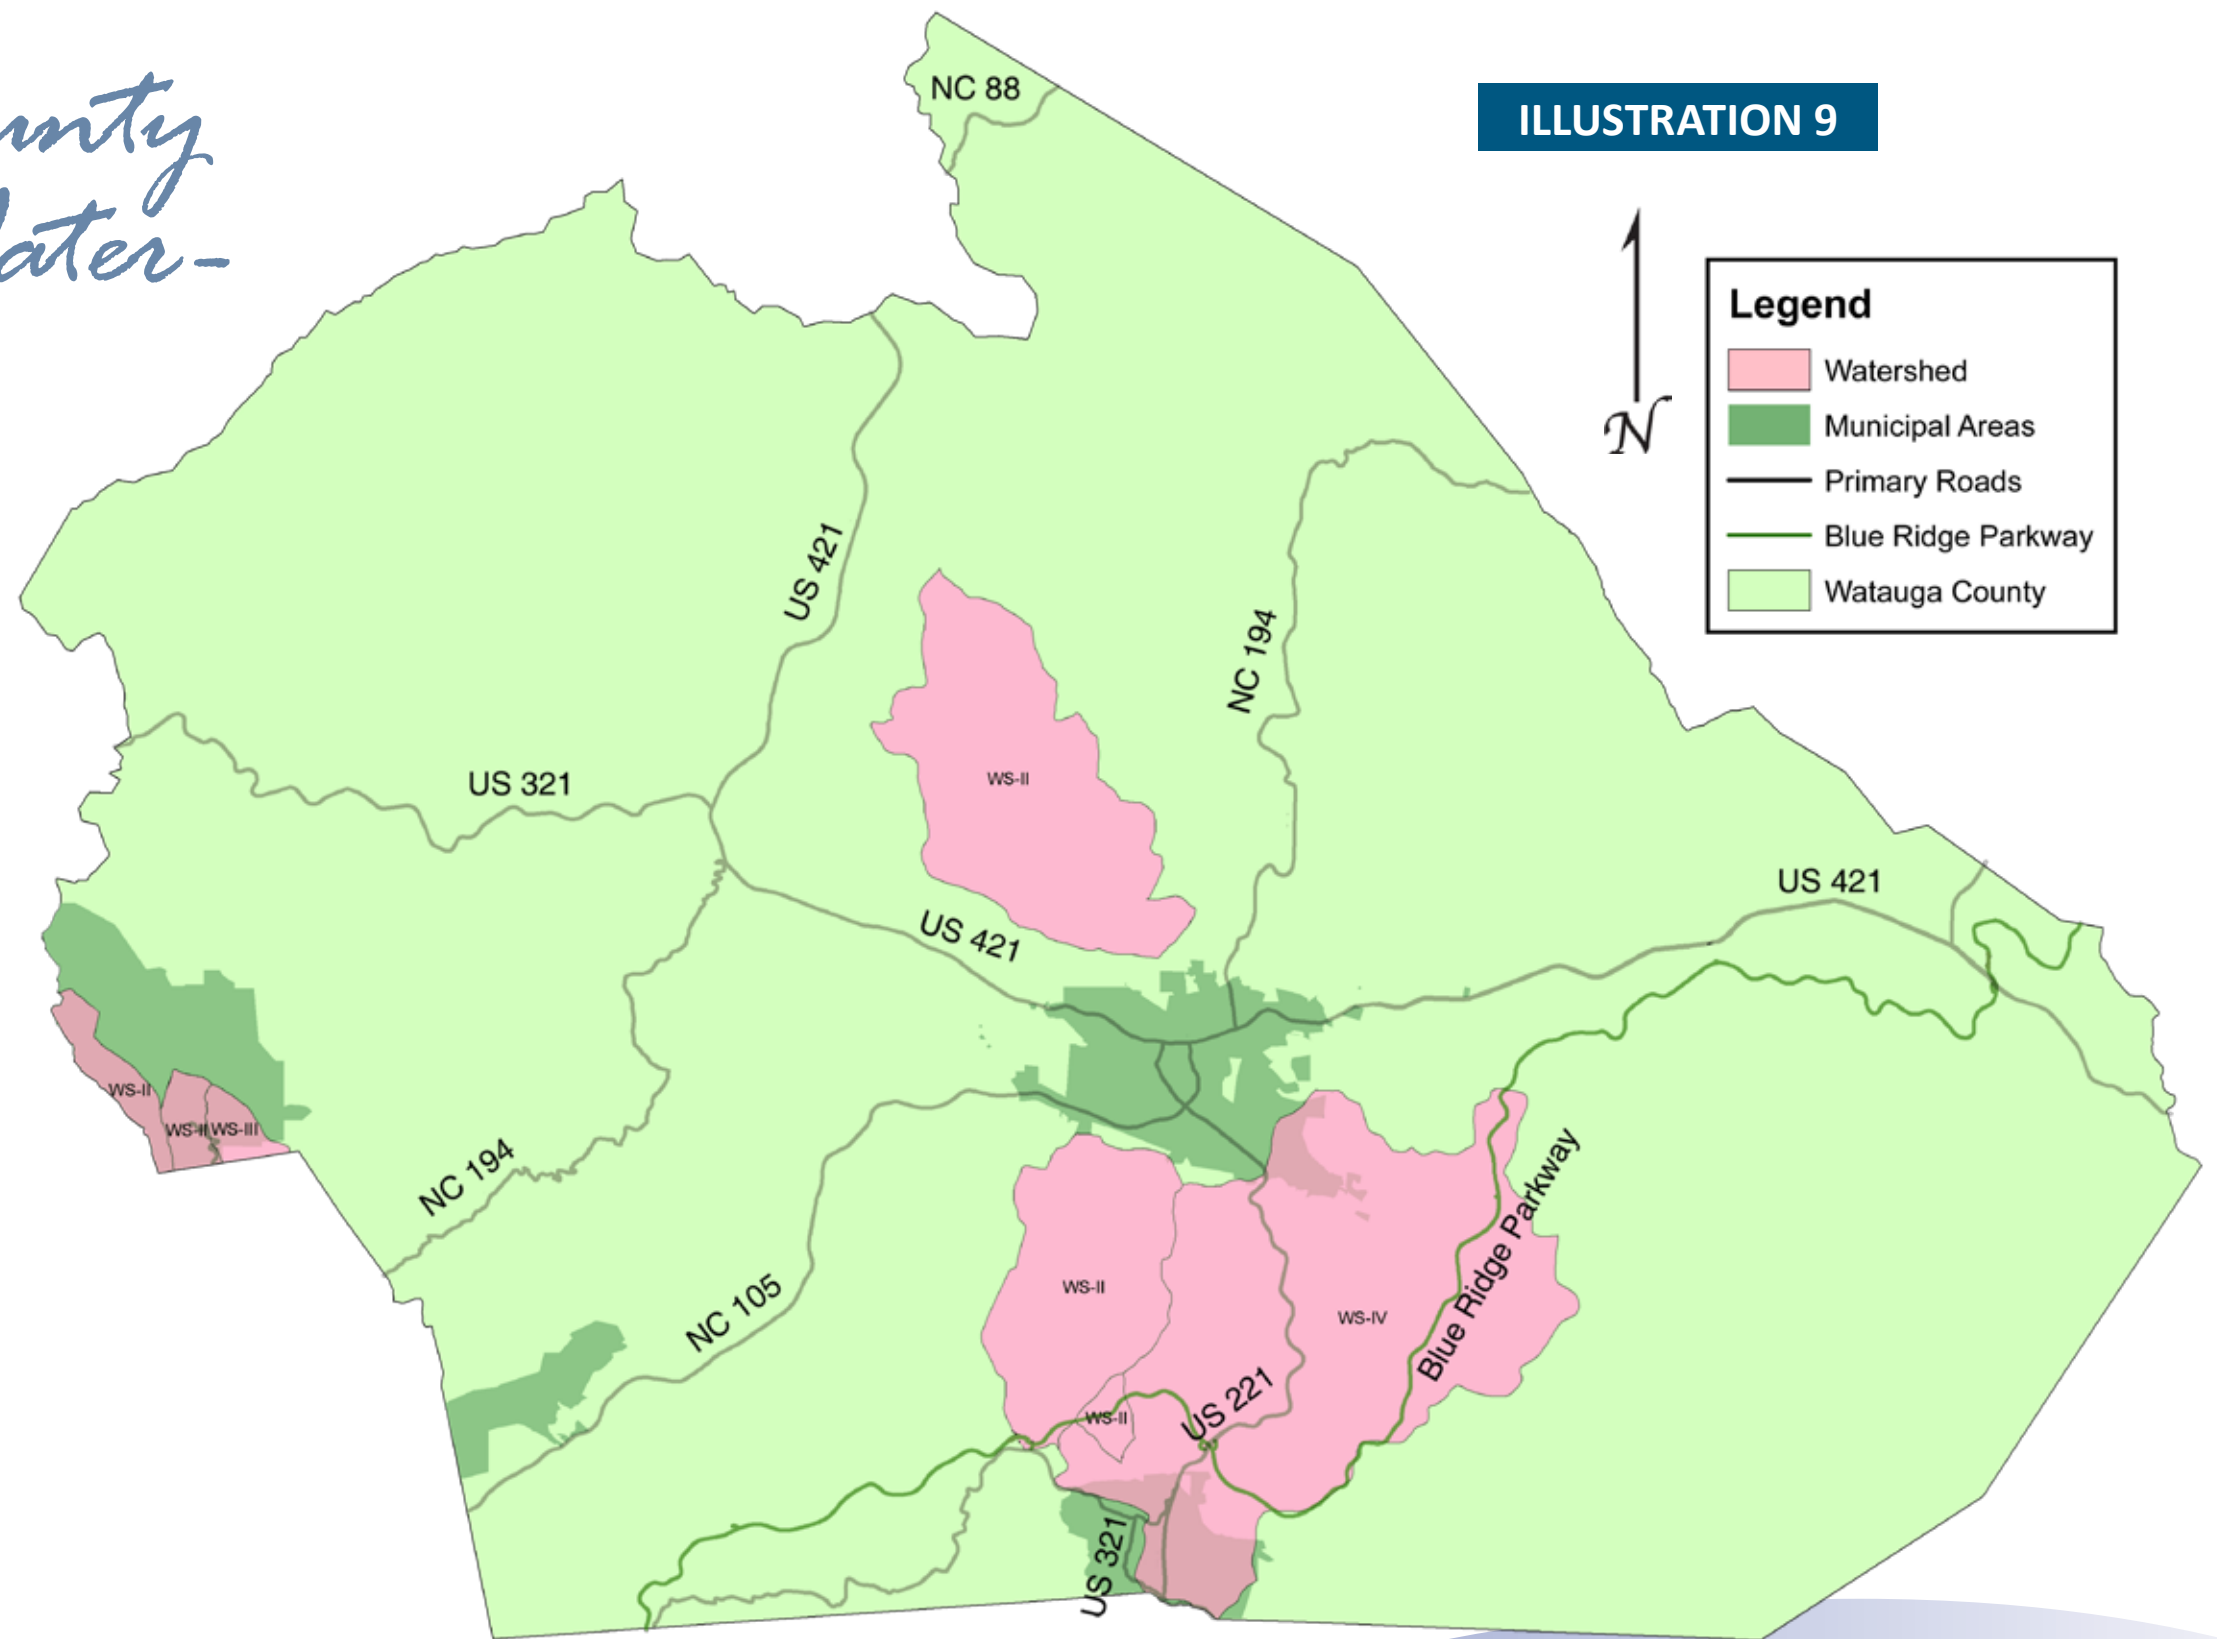 ILLUSTRATION 9
NC 88
Legend
Watershed
Municipal Areas
Primary Roads
Blue Ridge Parkway
Watauga County
N
US 421
NC 194
US 321
WS-II
US 421
US 421
WS-II
WS-II
WS-III
NC 194
NC 105
WS-II
WS-IV
Blue Ridge Parkway
US 221
WS-II
US 321